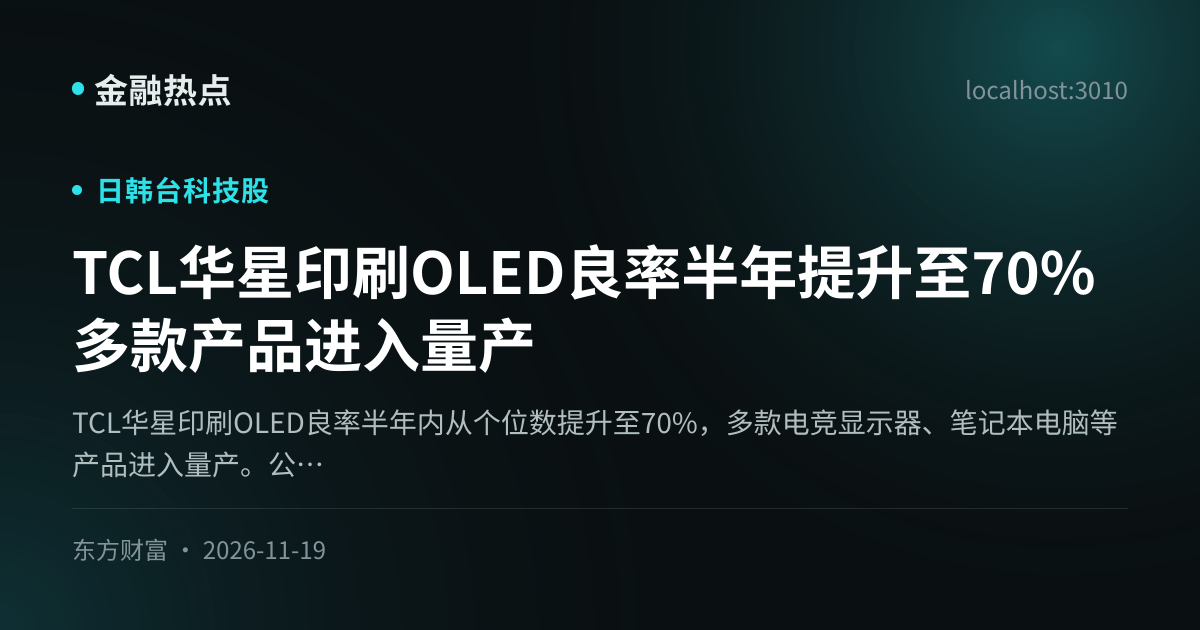 金融热点
localhost:3010
日韩台科技股
TCL华星印刷OLED良率半年提升至70%
多款产品进入量产
TCL华星印刷OLED良率半年内从个位数提升至70%，多款电竞显示器、笔记本电脑等
产品进入量产。公…
东方财富 • 2026-11-19